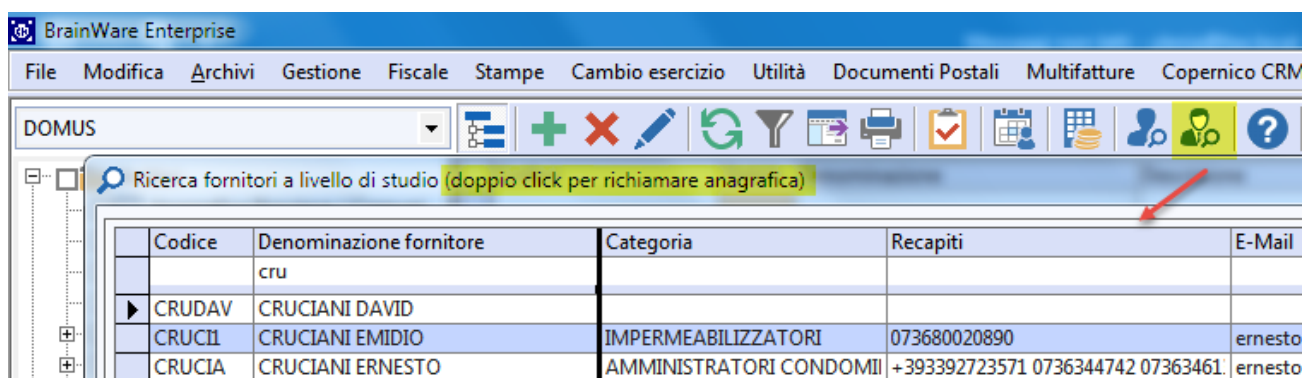 BrainWare Enterprise
File Modifica Archivi Gestione Fiscale Stampe Cambio esercizio Utilità Documenti Postali Multifatture Copernico CRM
DOMUS
Ricerca fornitori a livello di studio (doppio click per richiamare anagrafica)
Codice Denominazione fornitore Categoria Recapiti E-Mail
cru
CRUDAV CRUCIANI DAVID
CRUCI1 CRUCIANI EMIDIO IMPERMEABILIZZATORI 073680020890 ernesto
CRUCIA CRUCIANI ERNESTO AMMINISTRATORI CONDOMII +393392723571 0736344742 07363461 ernesto